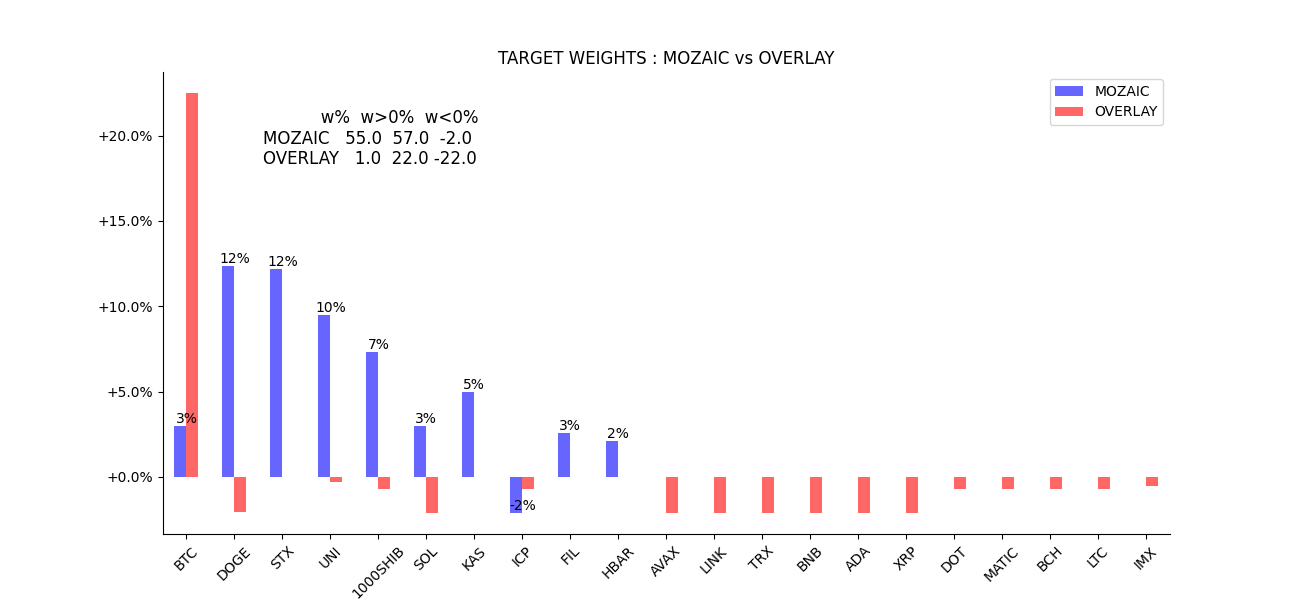 TARGET WEIGHTS : MOZAIC vs OVERLAY
MOZAIC
OVERLAY
w% w>0% w<0%
MOZAIC 55.0 57.0 -2.0
OVERLAY 1.0 22.0 -22.0
+20.0%
+15.0%
+10.0%
+5.0%
+0.0%
3%
12%
12%
10%
7%
3%
5%
-2%
3%
2%
BTC
DOGE
STX
UNI
1000SHIB
SOL
KAS
ICP
FIL
HBAR
AVAX
LINK
TRX
BNB
ADA
XRP
DOT
MATIC
BCH
LTC
IMX